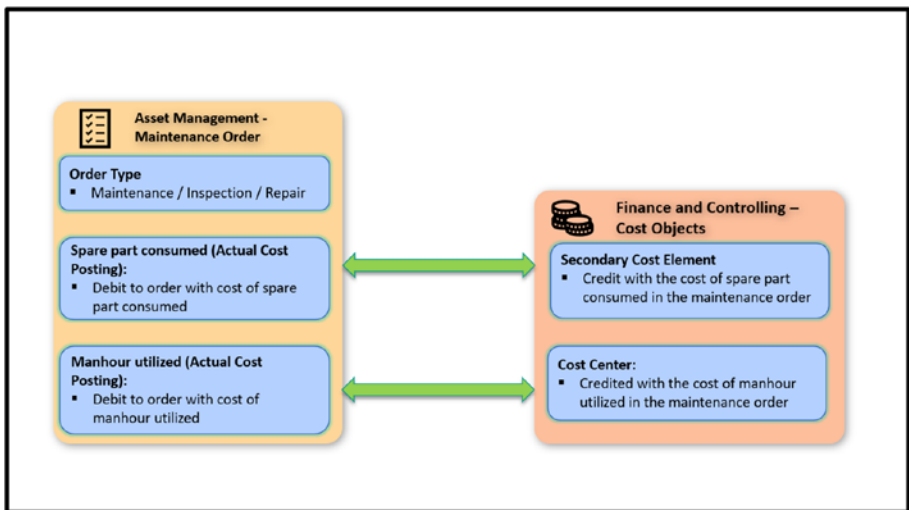 Asset Management -
Maintenance Order
Order Type
▪ Maintenance / Inspection / Repair
Spare part consumed (Actual Cost
Posting):
▪ Debit to order with cost of spare
part consumed
Manhour utilized (Actual Cost
Posting):
▪ Debit to order with cost of
manhour utilized
Finance and Controlling –
Cost Objects
Secondary Cost Element
▪ Credit with the cost of spare part
consumed in the maintenance order
Cost Center:
▪ Credited with the cost of manhour
utilized in the maintenance order